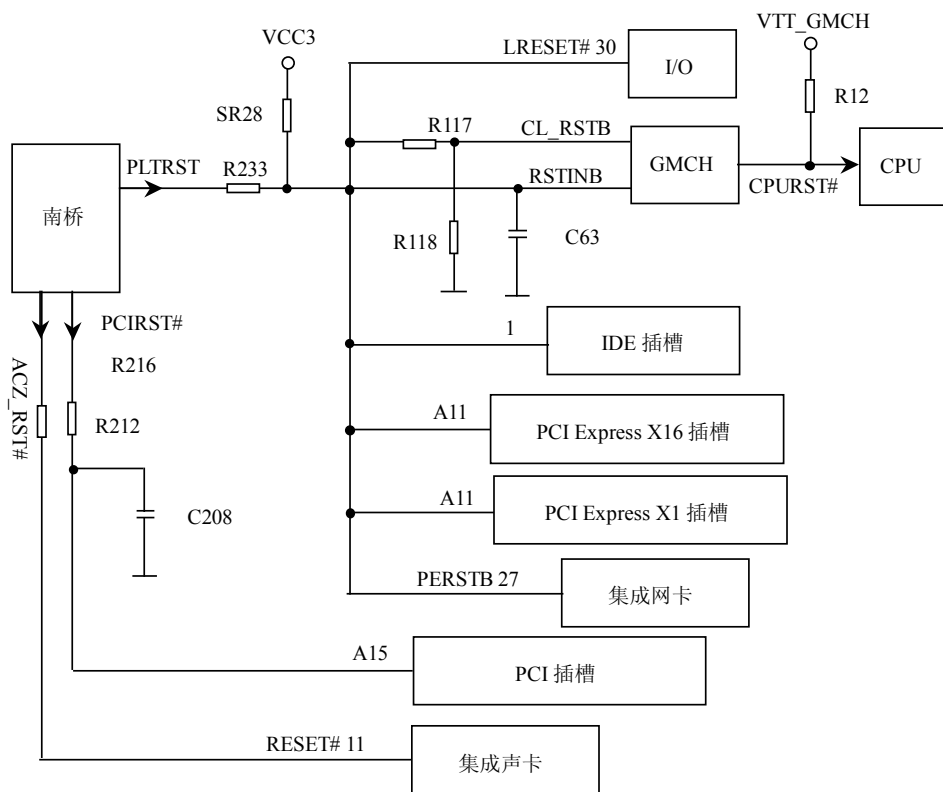 VCC3
VTT_GMCH
LRESET# 30
I/O
SR28
R12
R117
CL_RSTB
PLTRST
R233
RSTINB
GMCH
CPURST#
CPU
南桥
R118
C63
PCIRST#
1
IDE 插槽
ACZ_RST#
R216
R212
A11
PCI Express X16 插槽
C208
A11
PCI Express X1 插槽
PERSTB 27
集成网卡
A15
PCI 插槽
RESET# 11
集成声卡